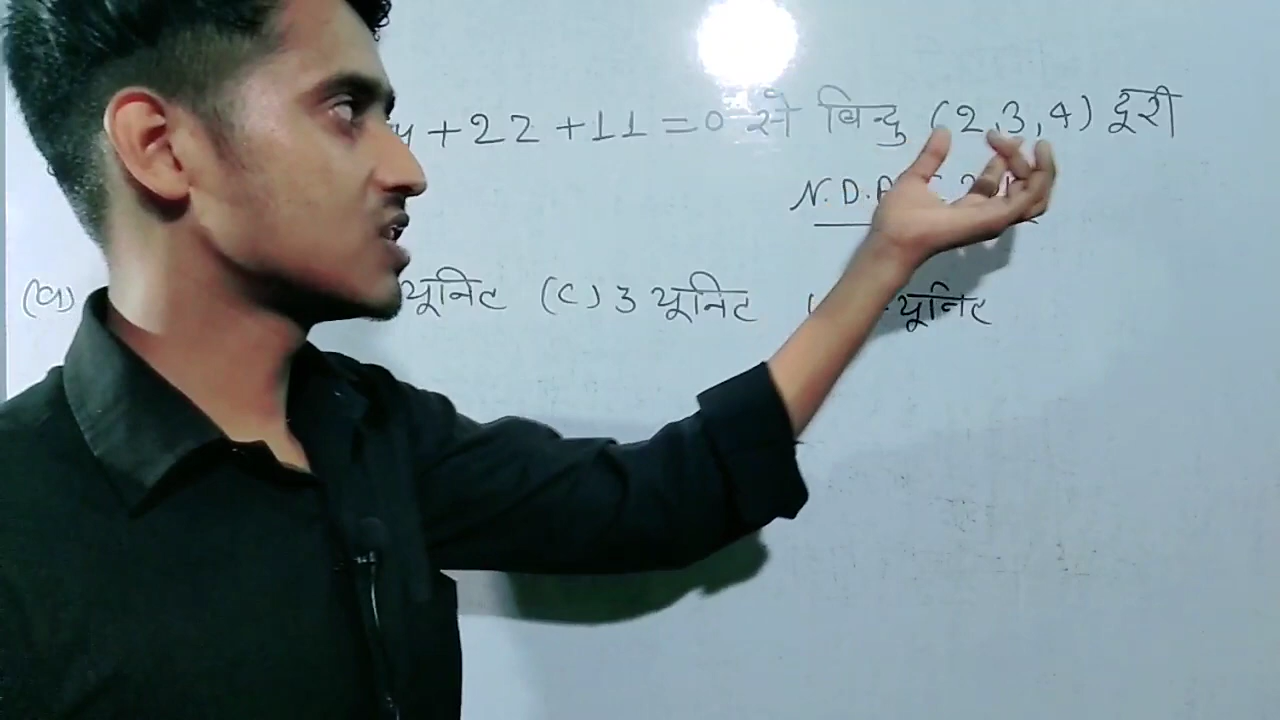 y + 2z + 11 = 0 से बिन्दु (2,3,4) दूरी
N.D.A
(a) यूनिट (c) 3 यूनिट यूनिट